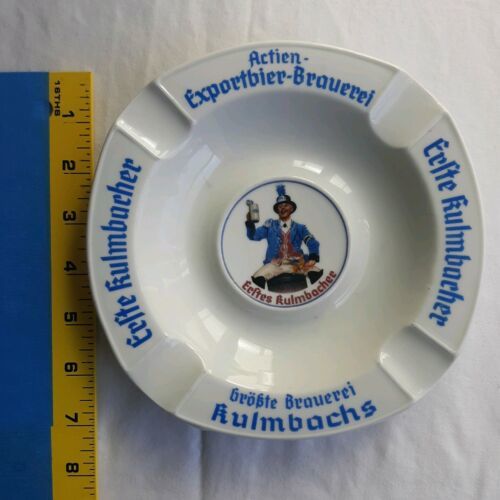 Actien-
Exportbier-Brauerei
Erste Kulmbacher
Erste Kulmbacher
Erstes Kulmbacher
Größte Brauerei
Kulmbachs
16THS
1
2
3
4
5
6
7
8